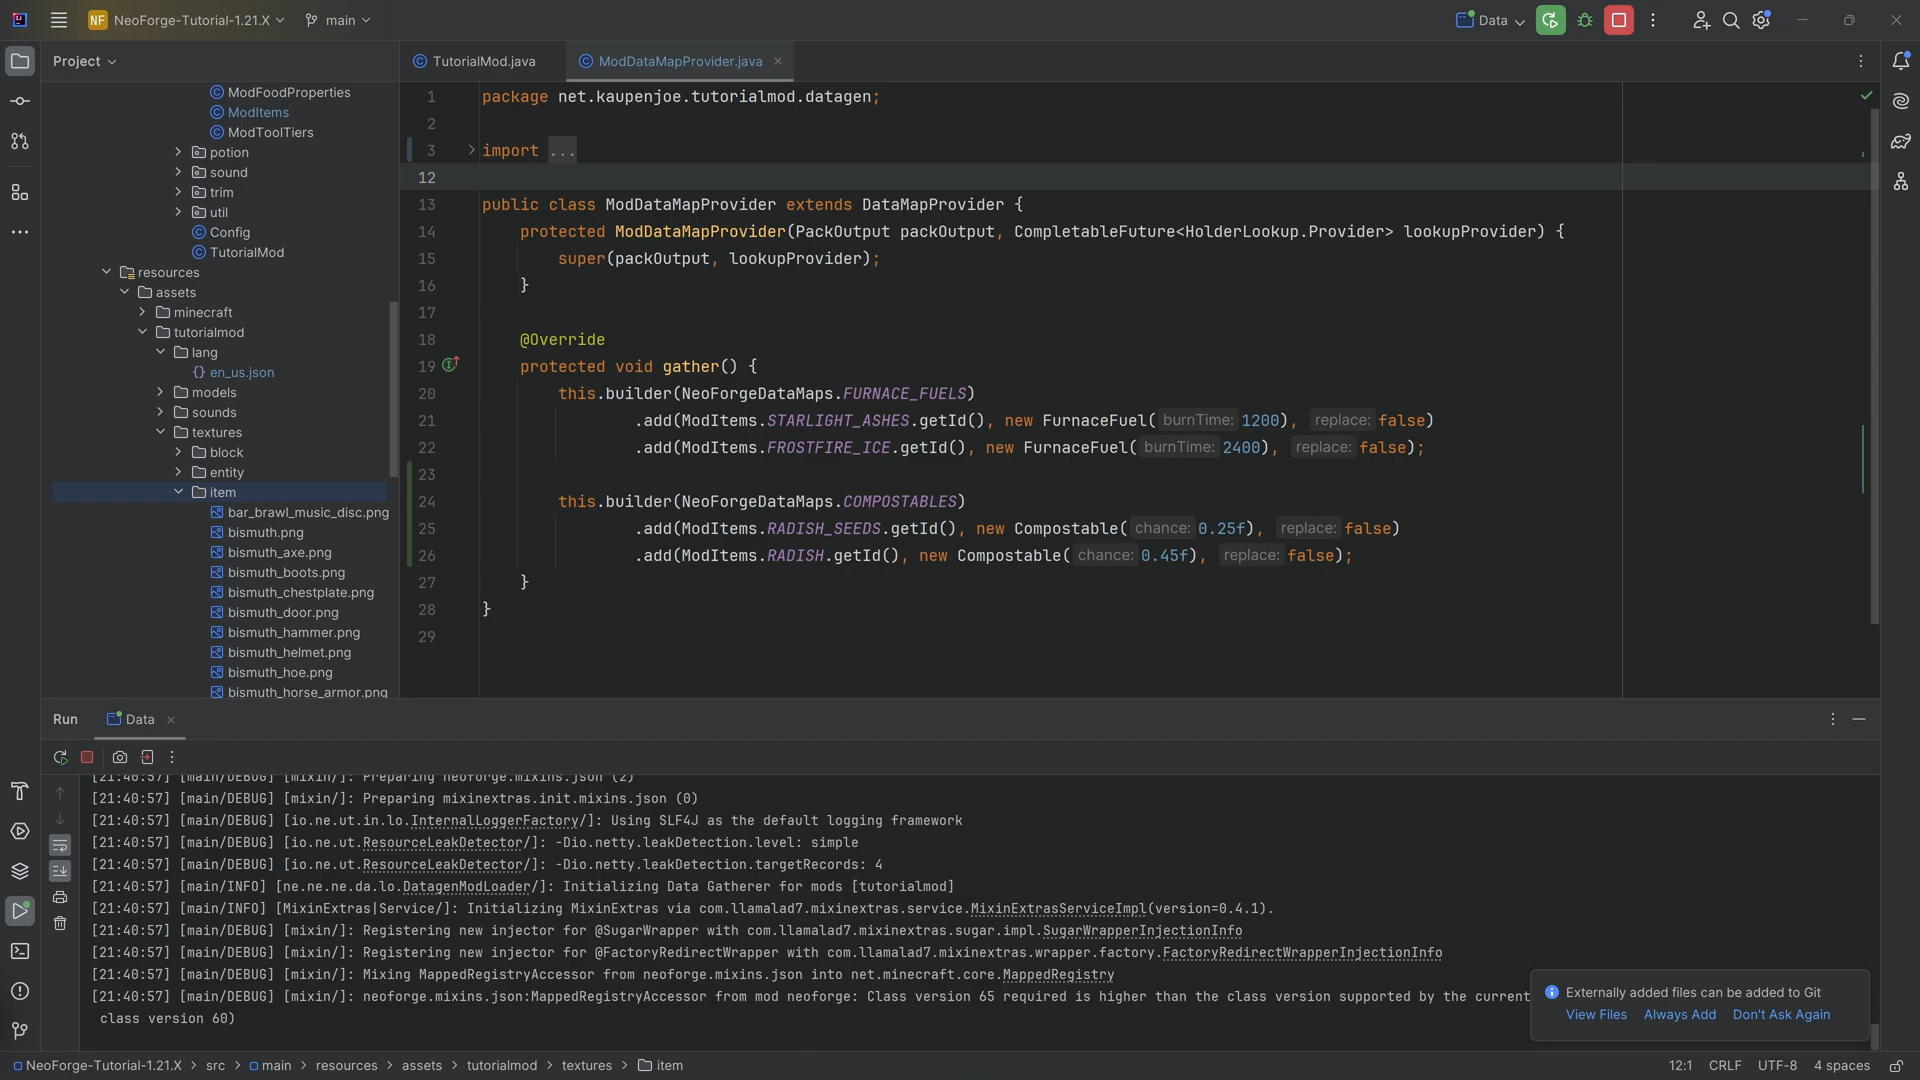 NF NeoForge-Tutorial-1.21.X main Data
Project
TutorialMod.java ModDataMapProvider.java
ModFoodProperties
ModItems
ModToolTiers
potion
sound
trim
util
Config
TutorialMod
resources
assets
minecraft
tutorialmod
lang
{} en_us.json
models
sounds
textures
block
entity
item
bar_brawl_music_disc.png
bismuth.png
bismuth_axe.png
bismuth_boots.png
bismuth_chestplate.png
bismuth_door.png
bismuth_hammer.png
bismuth_helmet.png
bismuth_hoe.png
bismuth_horse_armor.png
1 package net.kaupenjoe.tutorialmod.datagen;
2
3 import ...
12
13 public class ModDataMapProvider extends DataMapProvider {
14 protected ModDataMapProvider(PackOutput packOutput, CompletableFuture<HolderLookup.Provider> lookupProvider) {
15 super(packOutput, lookupProvider);
16 }
17
18 @Override
19 protected void gather() {
20 this.builder(NeoForgeDataMaps.FURNACE_FUELS)
21 .add(ModItems.STARLIGHT_ASHES.getId(), new FurnaceFuel( burnTime: 1200), replace: false)
22 .add(ModItems.FROSTFIRE_ICE.getId(), new FurnaceFuel( burnTime: 2400), replace: false);
23
24 this.builder(NeoForgeDataMaps.COMPOSTABLES)
25 .add(ModItems.RADISH_SEEDS.getId(), new Compostable( chance: 0.25f), replace: false)
26 .add(ModItems.RADISH.getId(), new Compostable( chance: 0.45f), replace: false);
27 }
28 }
29
Run Data
[21:40:57] [main/DEBUG] [mixin/]: Preparing neoforge.mixins.json (2)
[21:40:57] [main/DEBUG] [mixin/]: Preparing mixinextras.init.mixins.json (0)
[21:40:57] [main/DEBUG] [io.ne.ut.in.lo.InternalLoggerFactory/]: Using SLF4J as the default logging framework
[21:40:57] [main/DEBUG] [io.ne.ut.ResourceLeakDetector/]: -Dio.netty.leakDetection.level: simple
[21:40:57] [main/DEBUG] [io.ne.ut.ResourceLeakDetector/]: -Dio.netty.leakDetection.targetRecords: 4
[21:40:57] [main/INFO] [ne.ne.ne.da.lo.DatagenModLoader/]: Initializing Data Gatherer for mods [tutorialmod]
[21:40:57] [main/INFO] [MixinExtras|Service/]: Initializing MixinExtras via com.llamalad7.mixinextras.service.MixinExtrasServiceImpl(version=0.4.1).
[21:40:57] [main/DEBUG] [mixin/]: Registering new injector for @SugarWrapper with com.llamalad7.mixinextras.sugar.impl.SugarWrapperInjectionInfo
[21:40:57] [main/DEBUG] [mixin/]: Registering new injector for @FactoryRedirectWrapper with com.llamalad7.mixinextras.wrapper.factory.FactoryRedirectWrapperInjectionInfo
[21:40:57] [main/DEBUG] [mixin/]: Mixing MappedRegistryAccessor from neoforge.mixins.json into net.minecraft.core.MappedRegistry
[21:40:57] [main/DEBUG] [mixin/]: neoforge.mixins.json:MappedRegistryAccessor from mod neoforge: Class version 65 required is higher than the class version supported by the current
class version 60)
Externally added files can be added to Git
View Files Always Add Don't Ask Again
NeoForge-Tutorial-1.21.X > src > main > resources > assets > tutorialmod > textures > item 12:1 CRLF UTF-8 4 spaces